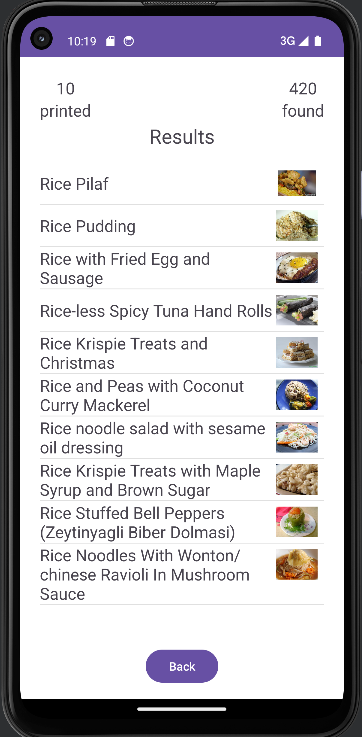 10:19
3G
10
printed
420
found
Results
Rice Pilaf
Rice Pudding
Rice with Fried Egg and
Sausage
Rice-less Spicy Tuna Hand Rolls
Rice Krispie Treats and
Christmas
Rice and Peas with Coconut
Curry Mackerel
Rice noodle salad with sesame
oil dressing
Rice Krispie Treats with Maple
Syrup and Brown Sugar
Rice Stuffed Bell Peppers
(Zeytinyagli Biber Dolmasi)
Rice Noodles With Wonton/
chinese Ravioli In Mushroom
Sauce
Back